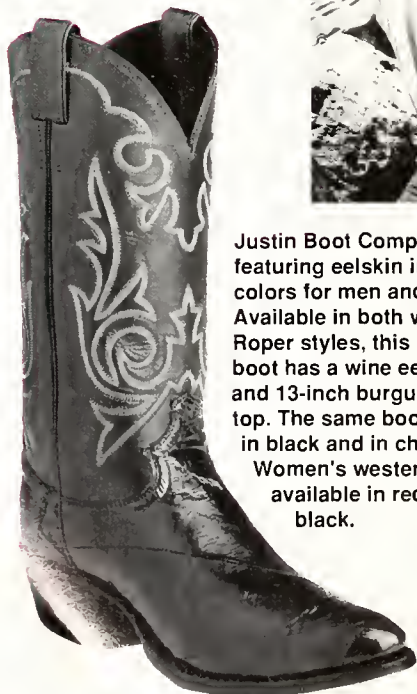 Justin Boot Comp
featuring eelskin i
colors for men and
Available in both w
Roper styles, this
boot has a wine ee
and 13-inch burgu
top. The same boo
in black and in ch
Women's wester
available in red
black.